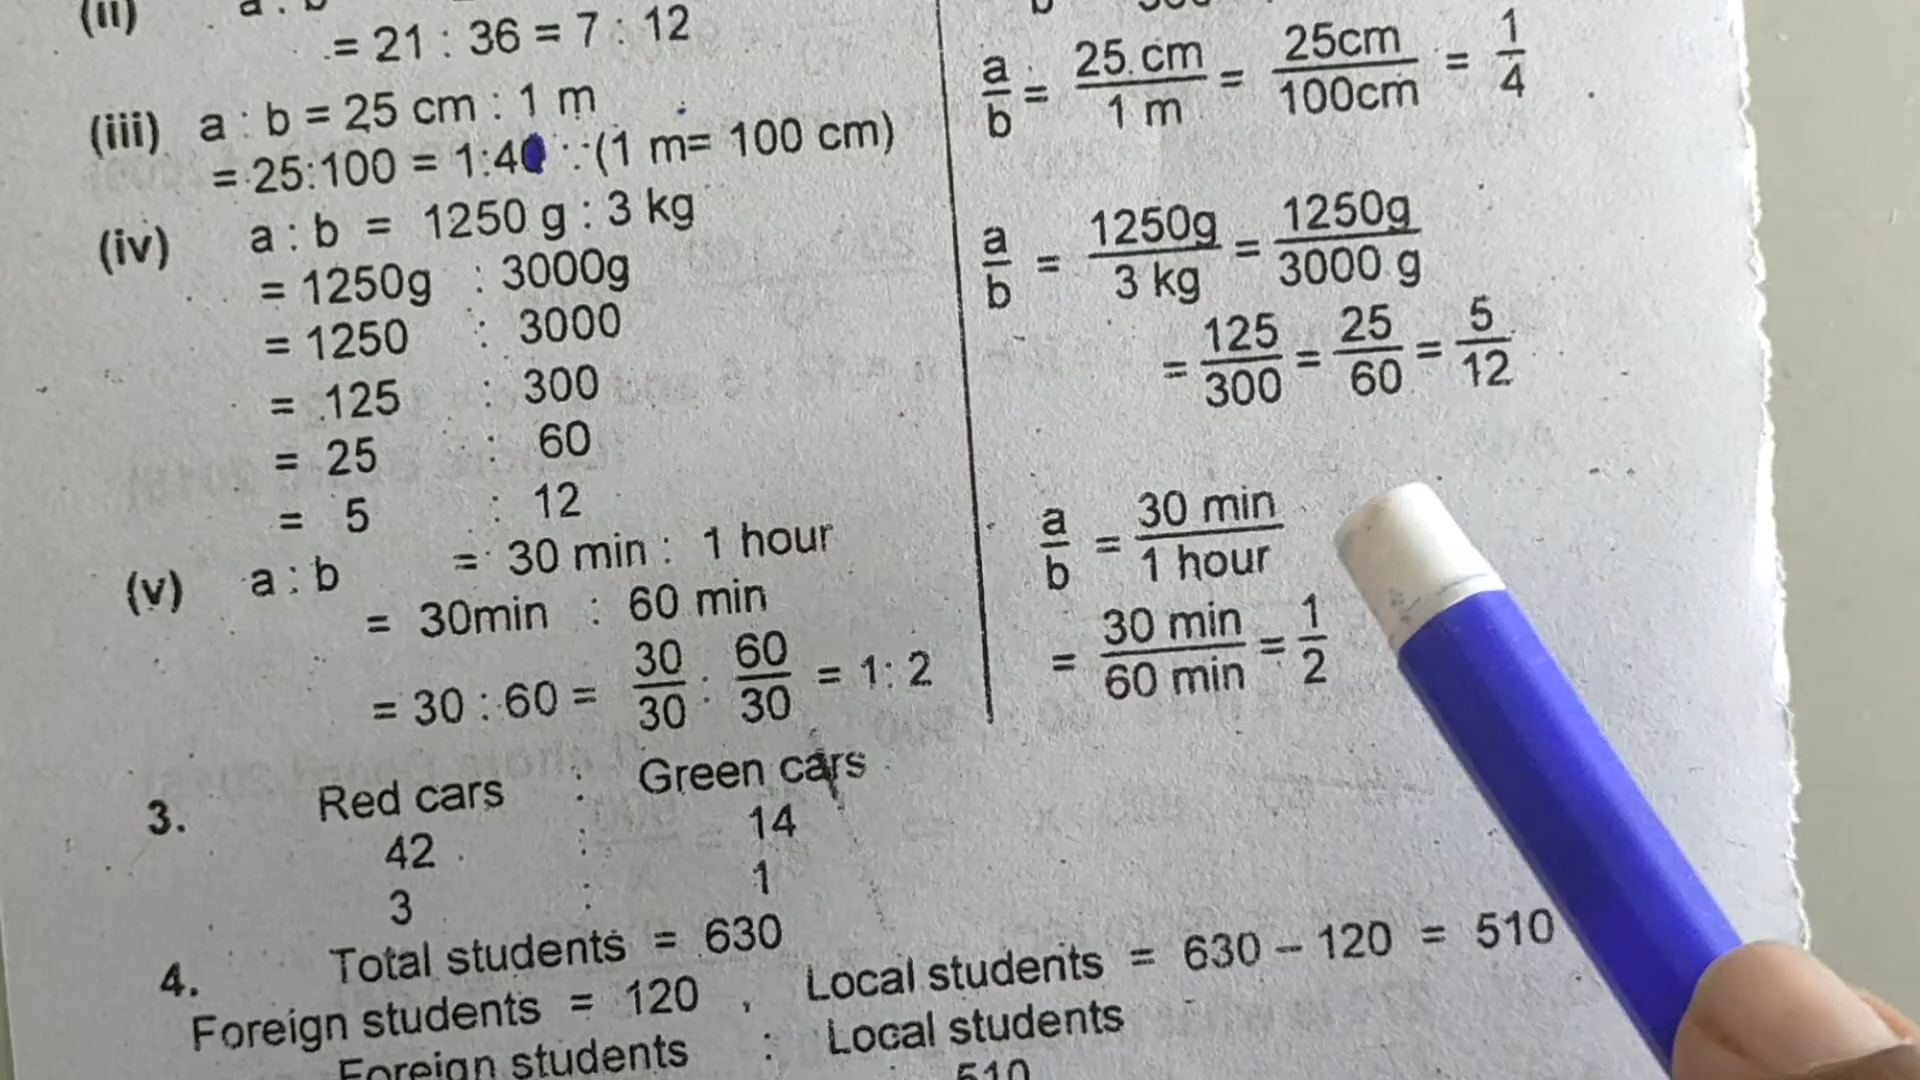 (ii)
= 21 : 36 = 7 : 12
(iii) a : b = 25 cm : 1 m
= 25:100 = 1:4 ∵ (1 m= 100 cm)
(iv) a : b = 1250 g : 3 kg
= 1250g : 3000g
= 1250 : 3000
= 125 : 300
= 25 : 60
= 5 : 12
(v) a : b = 30 min : 1 hour
= 30min : 60 min
= 30 : 60 = 30/30 : 60/30 = 1: 2
a/b = 25 cm/1 m = 25cm/100cm = 1/4
a/b = 1250g/3 kg = 1250g/3000 g
= 125/300 = 25/60 = 5/12
a/b = 30 min/1 hour
= 30 min/60 min = 1/2
3. Red cars : Green cars
42 : 14
3 : 1
4. Total students = 630
Foreign students = 120 , Local students = 630 – 120 = 510
Foreign students : Local students
510